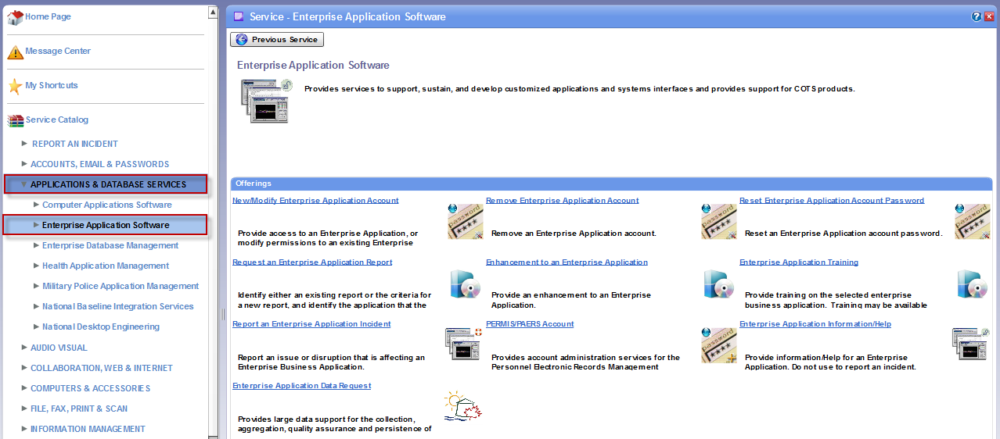 Home Page
Message Center
My Shortcuts
Service Catalog
REPORT AN INCIDENT
ACCOUNTS, EMAIL & PASSWORDS
APPLICATIONS & DATABASE SERVICES
Computer Applications Software
Enterprise Application Software
Enterprise Database Management
Health Application Management
Military Police Application Management
National Baseline Integration Services
National Desktop Engineering
AUDIO VISUAL
COLLABORATION, WEB & INTERNET
COMPUTERS & ACCESSORIES
FILE, FAX, PRINT & SCAN
INFORMATION MANAGEMENT
Service - Enterprise Application Software
Previous Service
Enterprise Application Software
Provides services to support, sustain, and develop customized applications and systems interfaces and provides support for COTS products.
Offerings
New/Modify Enterprise Application Account
Provide access to an Enterprise Application, or
modify permissions to an existing Enterprise
password
****
Remove Enterprise Application Account
Remove an Enterprise Application account.
password
****
Reset Enterprise Application Account Password
Reset an Enterprise Application account password.
password
****
Request an Enterprise Application Report
Identify either an existing report or the criteria for
a new report, and identify the application that the
Enhancement to an Enterprise Application
Provide an enhancement to an Enterprise
Application.
Enterprise Application Training
Provide training on the selected enterprise
business application. Training may be available
Report an Enterprise Application Incident
Report an issue or disruption that is affecting an
Enterprise Business Application.
PERMIS/PAERS Account
Provides account administration services for the
Personnel Electronic Records Management
password
****
Enterprise Application Information/Help
Provide information/Help for an Enterprise
Application. Do not use to report an incident.
Enterprise Application Data Request
Provides large data support for the collection,
aggregation, quality assurance and persistence of